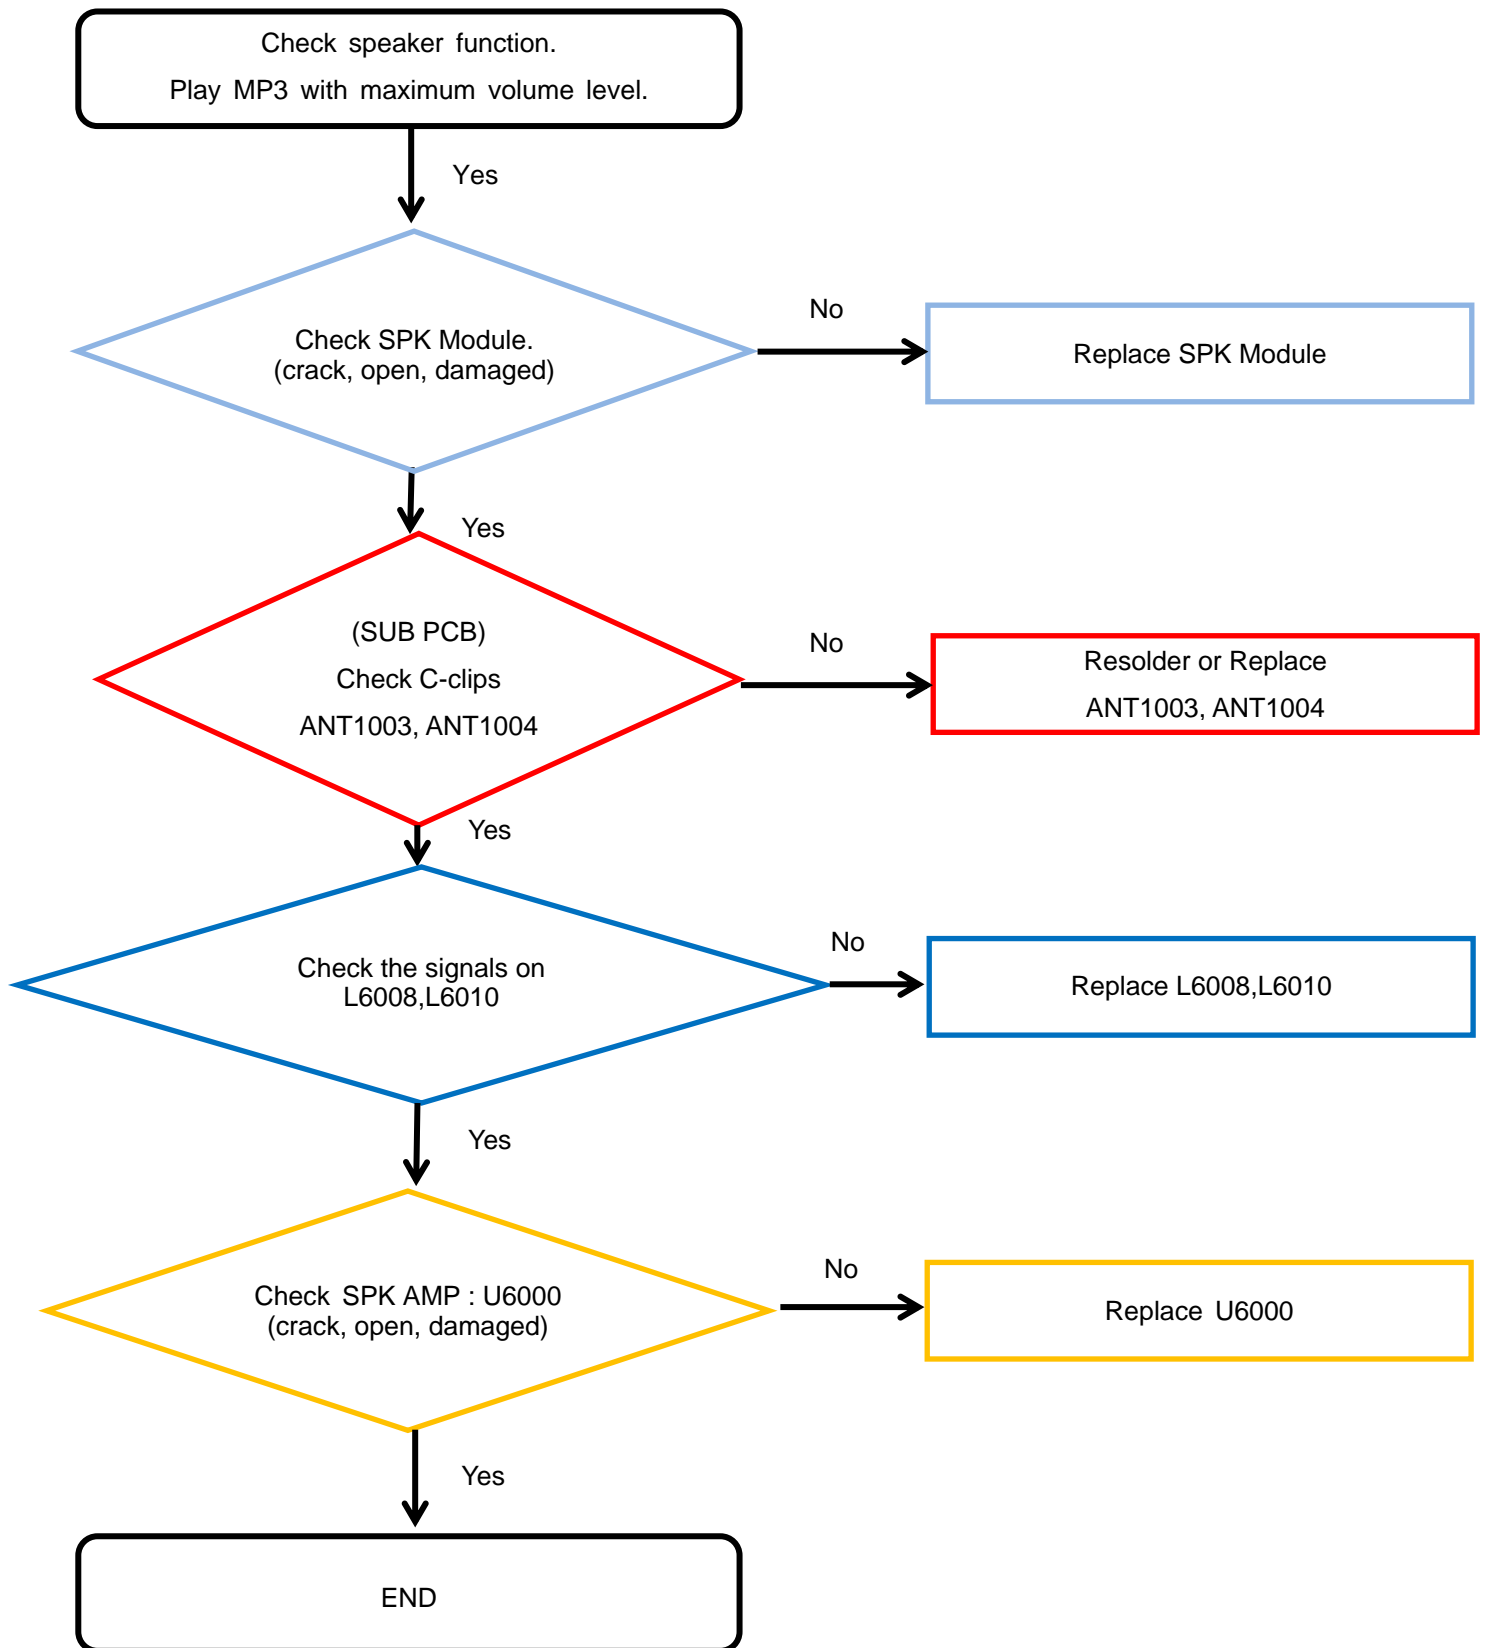 Check speaker function.
Play MP3 with maximum volume level.
Yes
No
Check SPK Module.
(crack, open, damaged)
Replace SPK Module
Yes
(SUB PCB)
Check C-clips
ANT1003, ANT1004
No
Resolder or Replace
ANT1003, ANT1004
Yes
Check the signals on
L6008,L6010
No
Replace L6008,L6010
Yes
Check SPK AMP : U6000
(crack, open, damaged)
No
Replace U6000
Yes
END